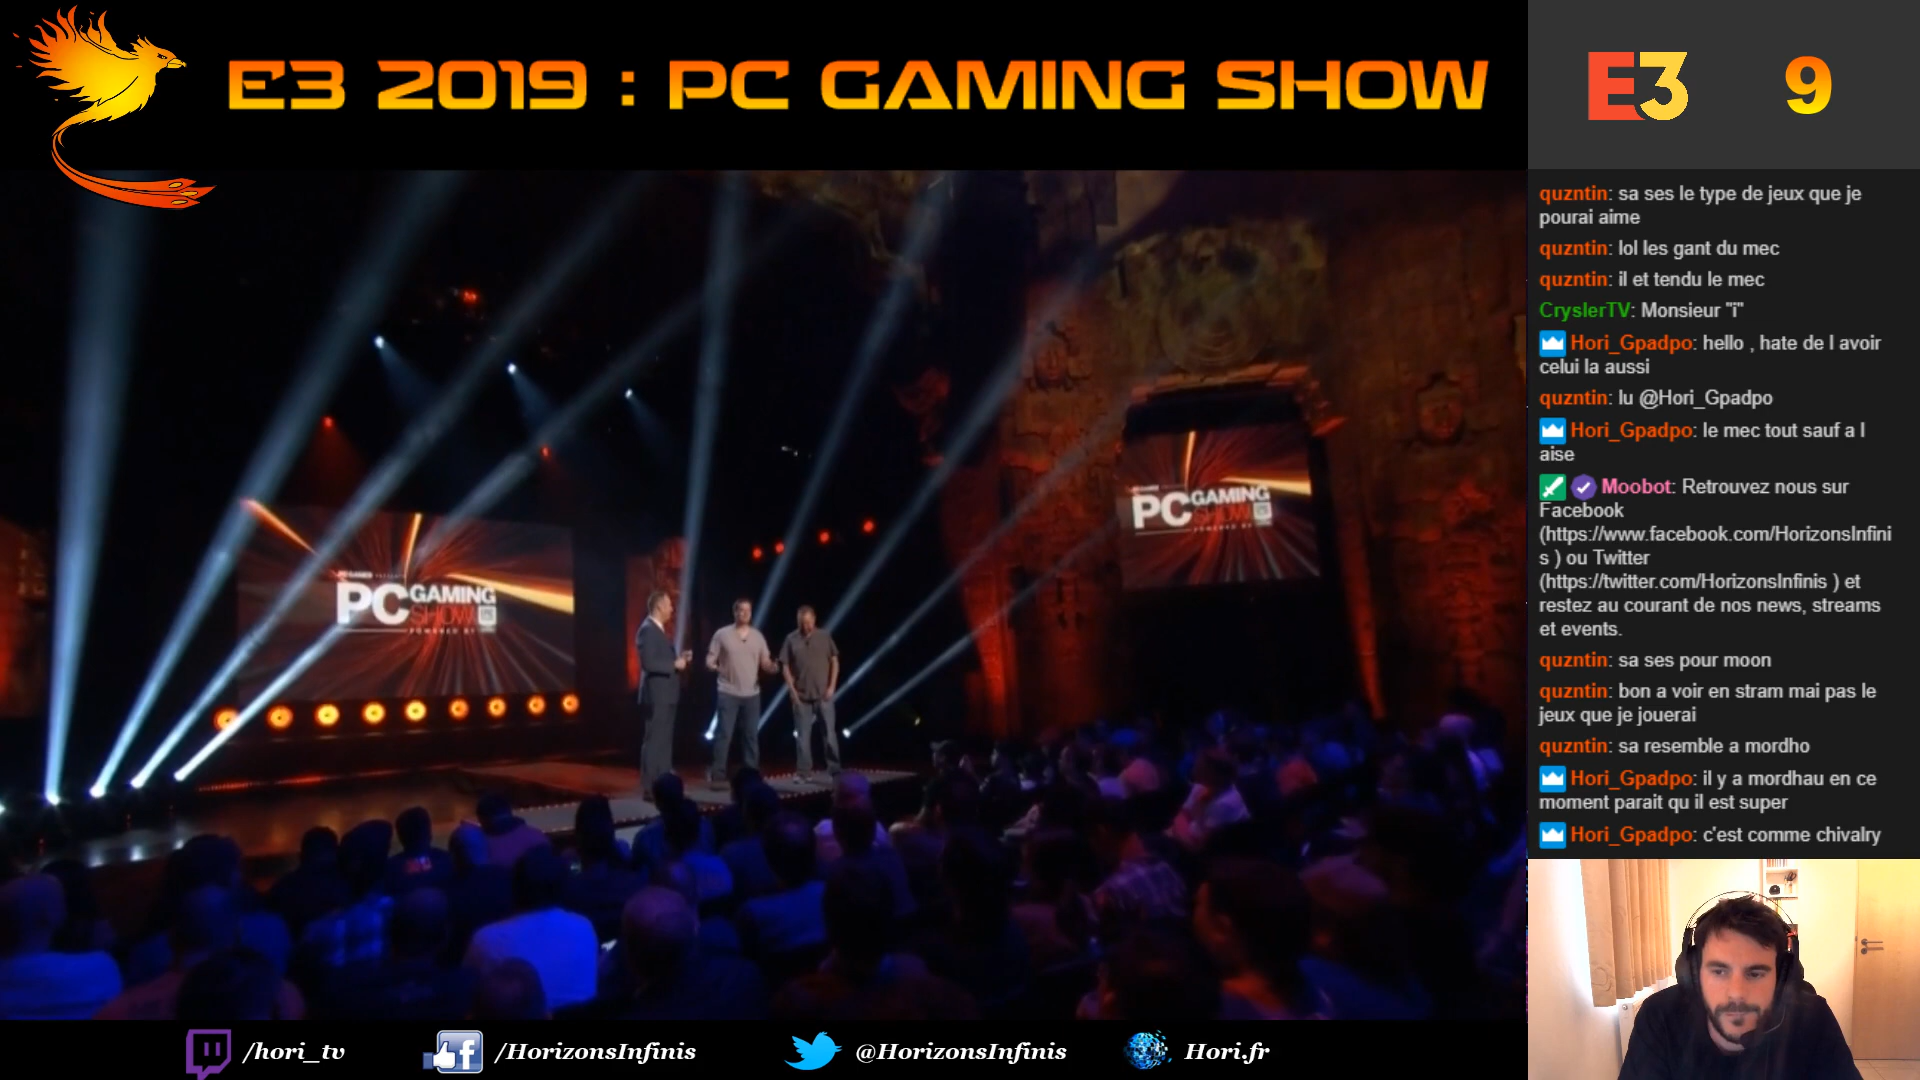 E3 2019 : PC GAMING SHOW
E3 9
quzntin: sa ses le type de jeux que je
pourai aime
quzntin: lol les gant du mec
quzntin: il et tendu le mec
CryslerTV: Monsieur "ï"
Hori_Gpadpo: hello , hate de l avoir
celui la aussi
quzntin: lu @Hori_Gpadpo
Hori_Gpadpo: le mec tout sauf a l
aise
Moobot: Retrouvez nous sur
Facebook
(https://www.facebook.com/HorizonsInfini
s ) ou Twitter
(https://twitter.com/HorizonsInfinis ) et
restez au courant de nos news, streams
et events.
quzntin: sa ses pour moon
quzntin: bon a voir en stram mai pas le
jeux que je jouerai
quzntin: sa resemble a mordho
Hori_Gpadpo: il y a mordhau en ce
moment parait qu il est super
Hori_Gpadpo: c'est comme chivalry
PC GAMING
SHOW
POWERED BY
PC GAMING
SHOW
POWERED BY
/hori_tv
/HorizonsInfinis
@HorizonsInfinis
Hori.fr